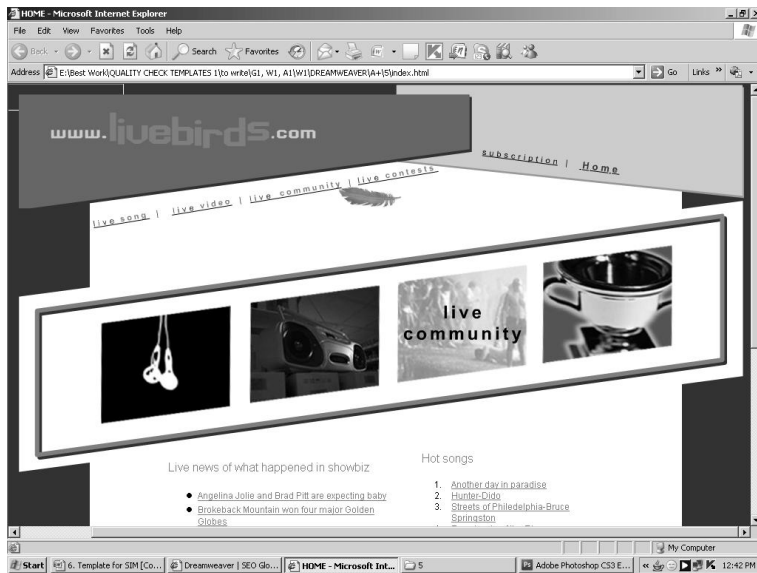 HOME - Microsoft Internet Explorer
File Edit View Favorites Tools Help
Back Search Favorites
Address E:\Best Work\QUALITY CHECK TEMPLATES 1\to write\G1, W1, A1\W1\DREAMWEAVER\A+\5\index.html Go Links »
www.livebirds.com
subscription | Home
live song | live video | live community | live contests
live
community
Live news of what happened in showbiz
Angelina Jolie and Brad Pitt are expecting baby
Brokeback Mountain won four major Golden
Globes
Hot songs
1. Another day in paradise
2. Hunter-Dido
3. Streets of Philedelphia-Bruce
Springston
My Computer
Start 6. Template for SIM [Co... Dreamweaver | SEO Glo... HOME - Microsoft Int... 5 Adobe Photoshop CS3 E... « 12:42 PM